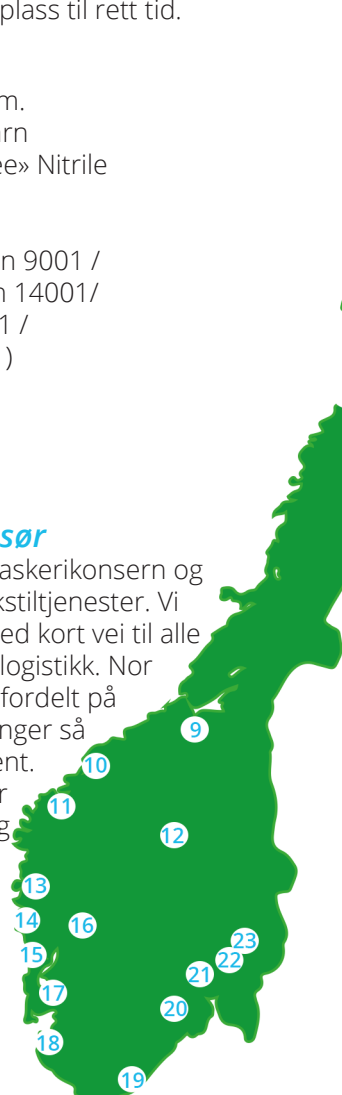 plass til rett tid.
m.
arn
ee» Nitrile
n 9001 /
n 14001/
1 /
)
sør
askerikonsern og
kstiltjenester. Vi
ed kort vei til alle
logistikk. Nor
fordelt på
nger så
ent.
r
g
9
10
11
12
13
14
16
23
15
22
21
17
20
18
19